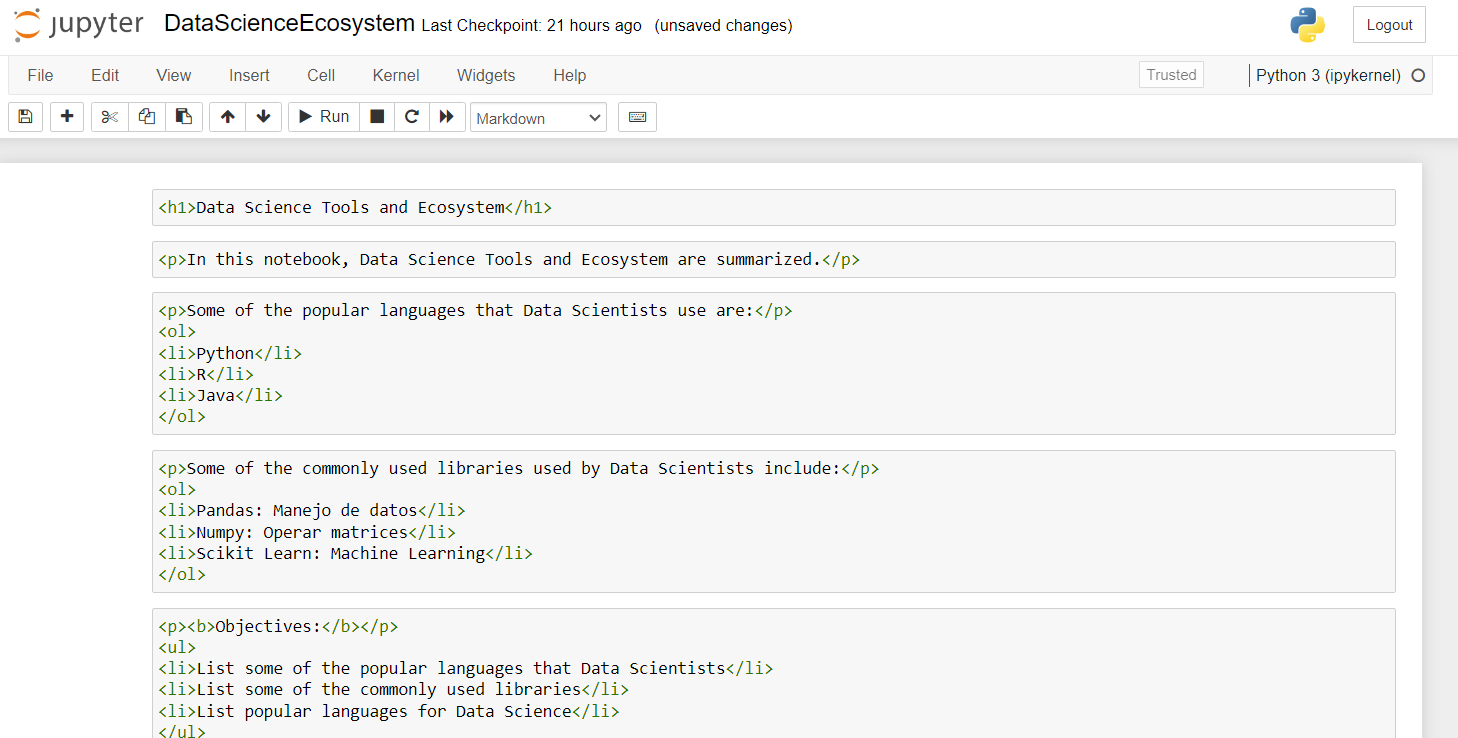 jupyter DataScienceEcosystem Last Checkpoint: 21 hours ago (unsaved changes) Logout
File Edit View Insert Cell Kernel Widgets Help Trusted Python 3 (ipykernel)
Run Markdown
<h1>Data Science Tools and Ecosystem</h1>
<p>In this notebook, Data Science Tools and Ecosystem are summarized.</p>
<p>Some of the popular languages that Data Scientists use are:</p>
<ol>
<li>Python</li>
<li>R</li>
<li>Java</li>
</ol>
<p>Some of the commonly used libraries used by Data Scientists include:</p>
<ol>
<li>Pandas: Manejo de datos</li>
<li>Numpy: Operar matrices</li>
<li>Scikit Learn: Machine Learning</li>
</ol>
<p><b>Objectives:</b></p>
<ul>
<li>List some of the popular languages that Data Scientists</li>
<li>List some of the commonly used libraries</li>
<li>List popular languages for Data Science</li>
</ul>